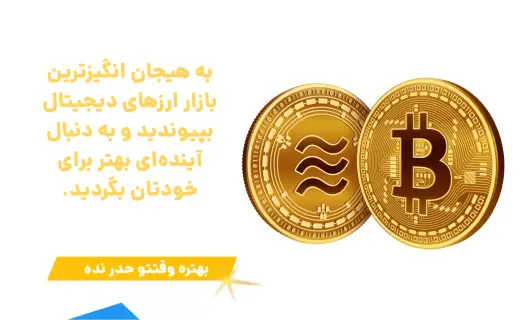 به هیجان انگیزترین
بازار ارزهای دیجیتال
بپیوندید و به دنبال
آینده‌ای بهتر برای
خودتان بگردید.
بهتره وقتتو حدر نده